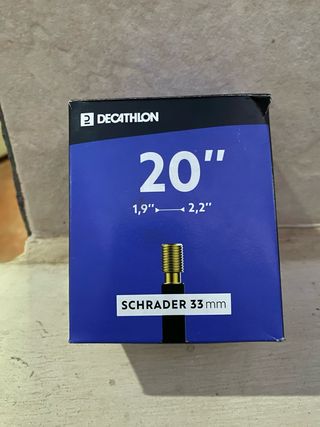 DECATHLON
20"
1,9" 2,2"
SCHRADER 33mm